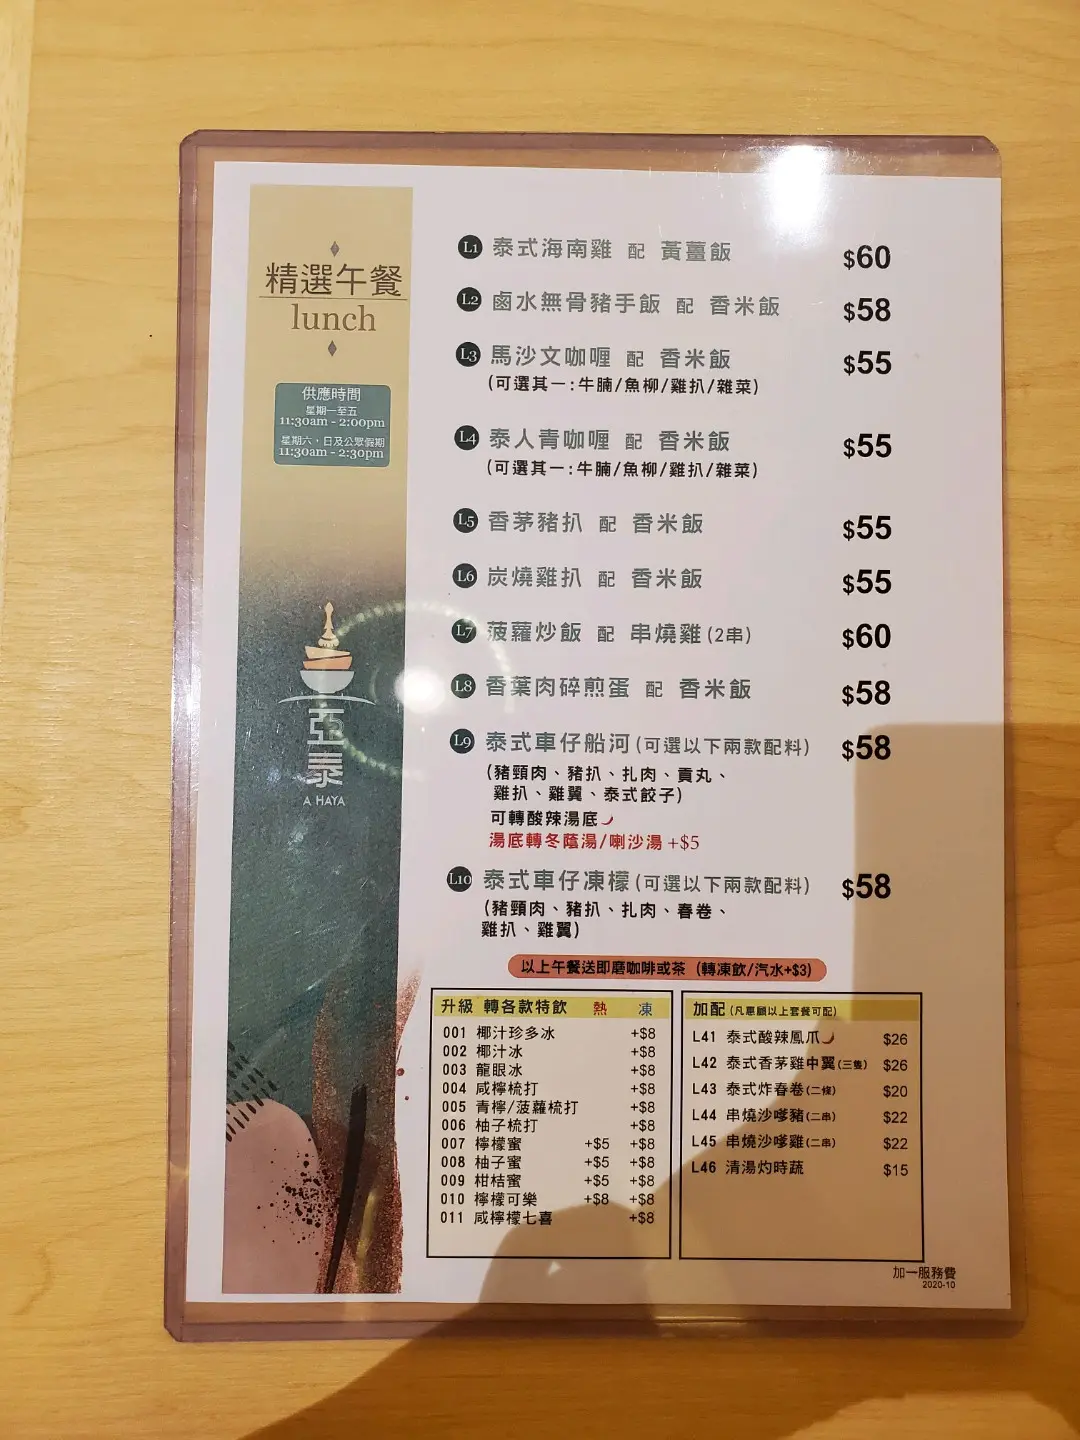 精選午餐
lunch
供應時間
星期一至五
11:30am - 2:00pm
星期六，日及公眾假期
11:30am - 2:30pm
亞泰
A HAYA
L1 泰式海南雞 配 黃薑飯 $60
L2 鹵水無骨豬手飯 配 香米飯 $58
L3 馬沙文咖喱 配 香米飯 $55
(可選其一:牛腩/魚柳/雞扒/雜菜)
L4 泰人青咖喱 配 香米飯 $55
(可選其一:牛腩/魚柳/雞扒/雜菜)
L5 香茅豬扒 配 香米飯 $55
L6 炭燒雞扒 配 香米飯 $55
L7 菠蘿炒飯 配 串燒雞(2串) $60
L8 香葉肉碎煎蛋 配 香米飯 $58
L9 泰式車仔船河(可選以下兩款配料) $58
(豬頸肉、豬扒、扎肉、貢丸、
雞扒、雞翼、泰式餃子)
可轉酸辣湯底
湯底轉冬蔭湯/喇沙湯 +$5
L10 泰式車仔凍檬(可選以下兩款配料) $58
(豬頸肉、豬扒、扎肉、春卷、
雞扒、雞翼)
以上午餐送即磨咖啡或茶 (轉凍飲/汽水+$3)
升級 轉各款特飲 熱 凍
001 椰汁珍多冰 +$8
002 椰汁冰 +$8
003 龍眼冰 +$8
004 咸檸梳打 +$8
005 青檸/菠蘿梳打 +$8
006 柚子梳打 +$8
007 檸檬蜜 +$5 +$8
008 柚子蜜 +$5 +$8
009 柑桔蜜 +$5 +$8
010 檸檬可樂 +$8 +$8
011 咸檸檬七喜 +$8
加配 (凡惠顧以上套餐可配)
L41 泰式酸辣鳳爪 $26
L42 泰式香茅雞中翼(三隻) $26
L43 泰式炸春卷(二條) $20
L44 串燒沙嗲豬(二串) $22
L45 串燒沙嗲雞(二串) $22
L46 清湯灼時蔬 $15
加一服務費
2020-10